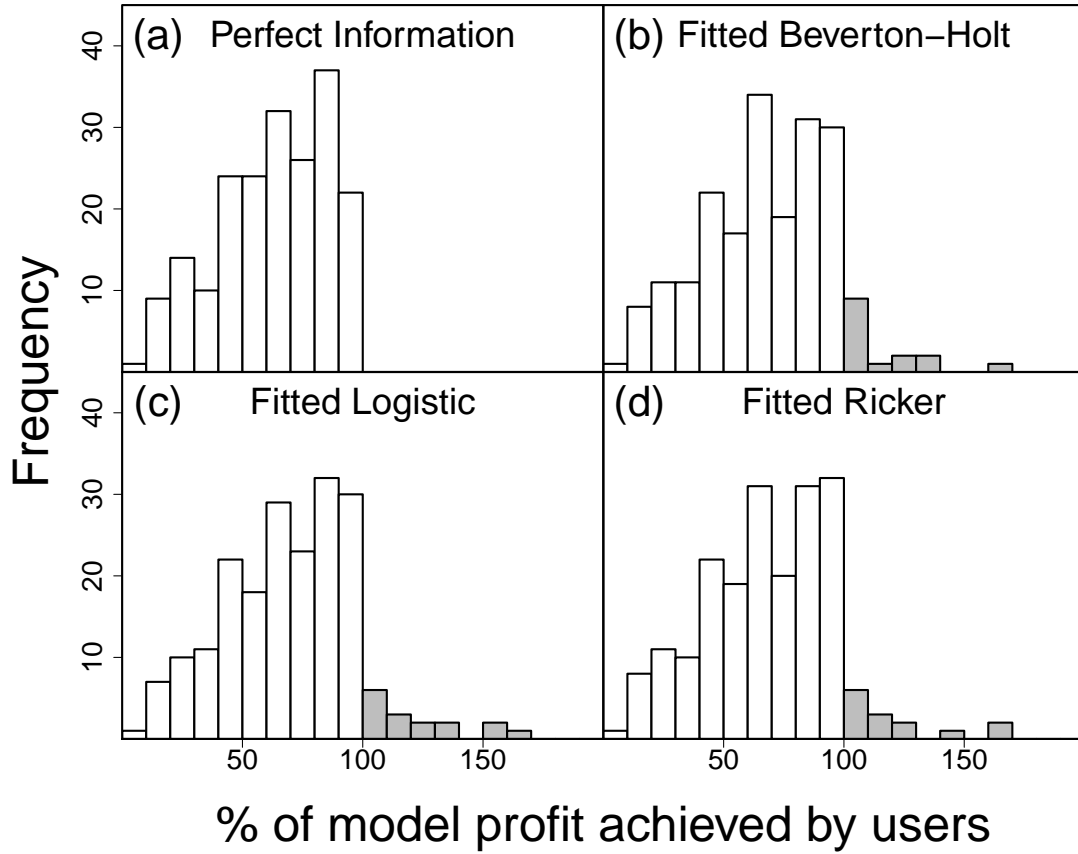 (a) Perfect Information
(b) Fitted Beverton−Holt
40
30
20
10
(c) Fitted Logistic
(d) Fitted Ricker
40
30
20
10
Frequency
50 100 150
50 100 150
% of model profit achieved by users